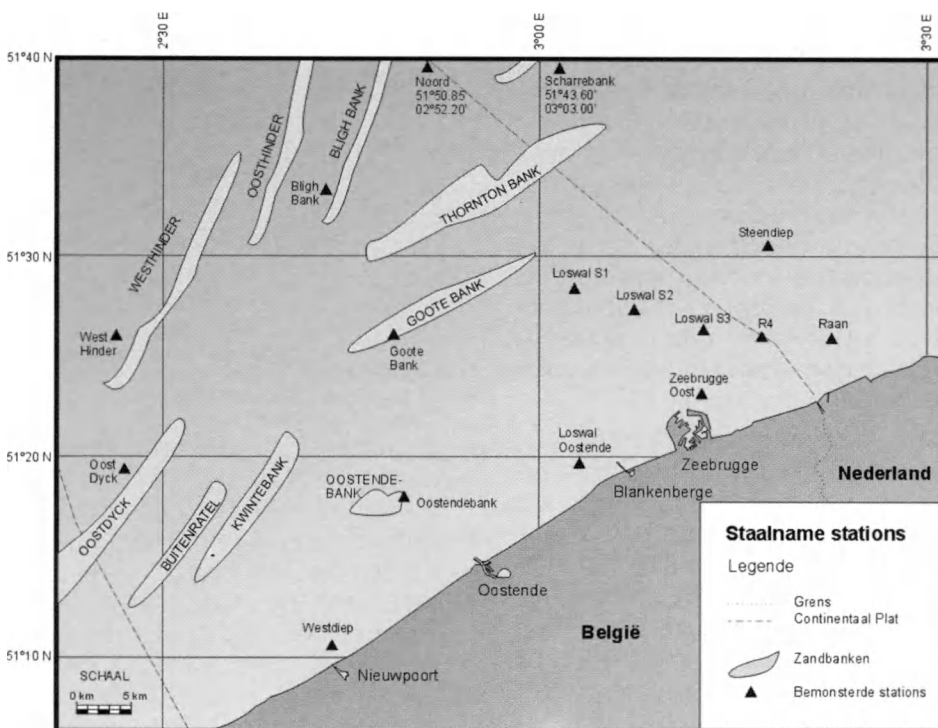 2°30 E
3°00 E
3°30 E
51°40 N
Noord
51°50.85'
02°52.20'
Scharrebank
51°43.60'
03°03.00'
OOSTHINDER
BLIGH BANK
Bligh
Bank
THORNTON BANK
WESTHINDER
Steendiep
51°30 N
Loswal S1
GOOTE BANK
Loswal S2
Loswal S3
R4
Raan
West
Hinder
Goote
Bank
Zeebrugge
Oost
Loswal
Oostende
51°20 N
Oost
Dyck
OOSTDYCK
BUITENRATEL
KWINTEBANK
OOSTENDE-
BANK
Oostendebank
Zeebrugge
Blankenberge
Nederland
Oostende
Westdiep
België
51°10 N
Nieuwpoort
SCHAAL
0 km
5 km
Staalname stations
Legende
Grens
Continentaal Plat
Zandbanken
Bemonsterde stations